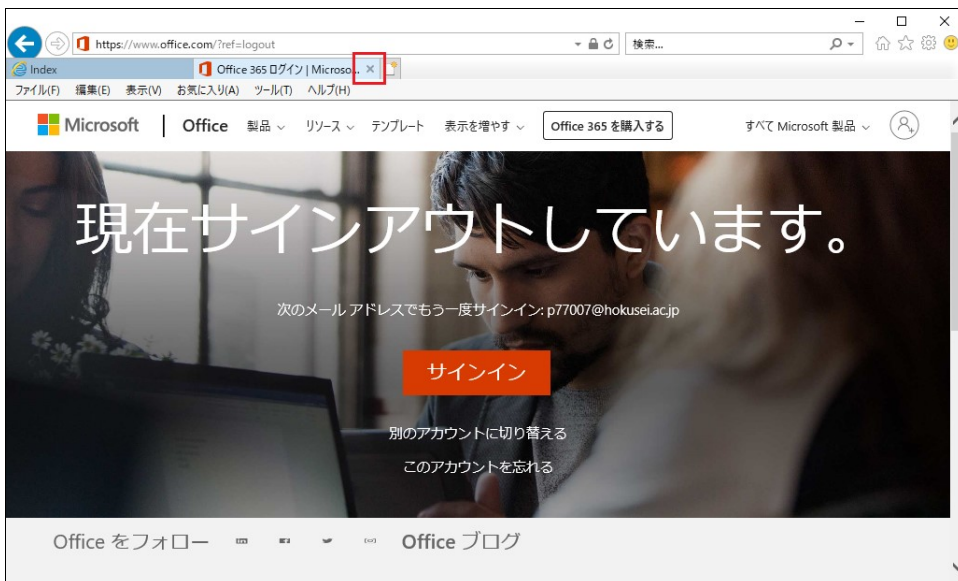 https://www.office.com/?ref=logout 検索...
Index Office 365 ログイン | Microso...
ファイル(F) 編集(E) 表示(V) お気に入り(A) ツール(T) ヘルプ(H)
Microsoft | Office 製品 リソース テンプレート 表示を増やす Office 365 を購入する すべて Microsoft 製品
現在サインアウトしています。
次のメール アドレスでもう一度サインイン: p77007@hokusei.ac.jp
サインイン
別のアカウントに切り替える
このアカウントを忘れる
Office をフォロー Office ブログ